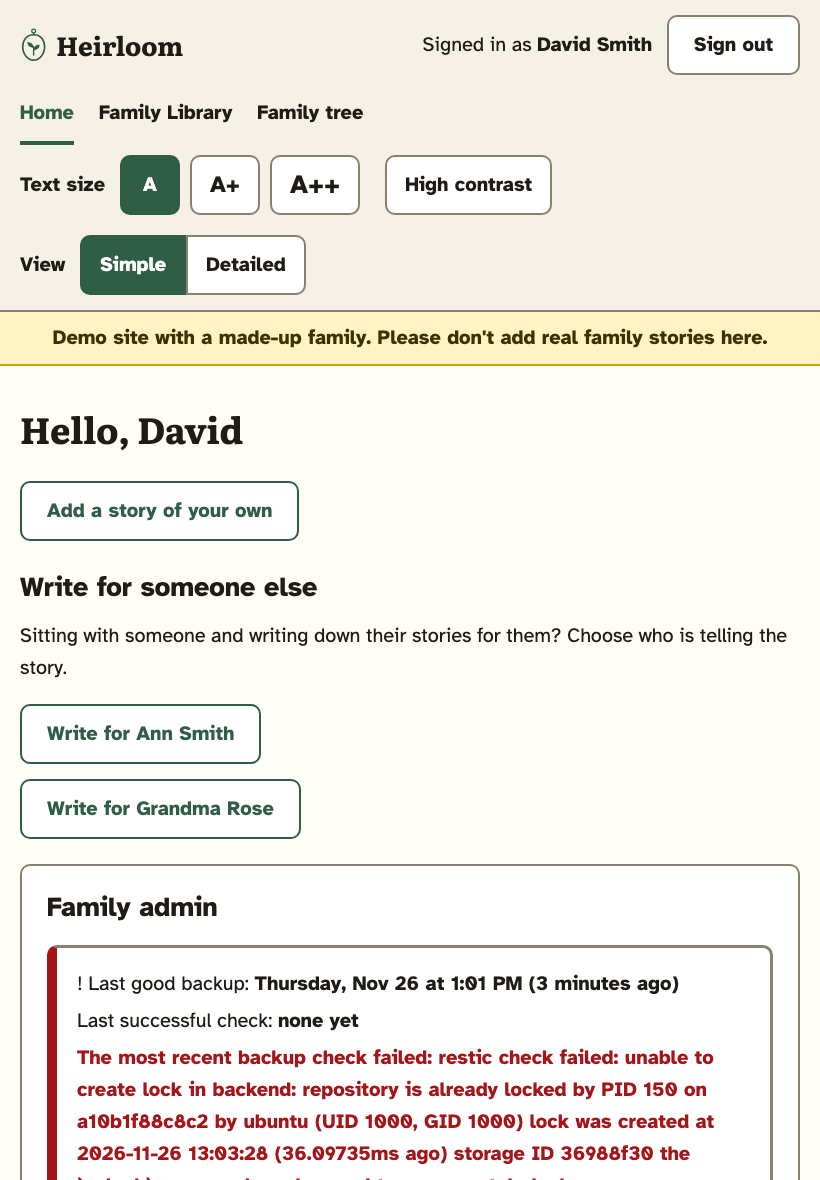 Heirloom
Signed in as David Smith
Sign out
Home Family Library Family tree
Text size A A+ A++ High contrast
View Simple Detailed
Demo site with a made-up family. Please don't add real family stories here.
Hello, David
Add a story of your own
Write for someone else
Sitting with someone and writing down their stories for them? Choose who is telling the
story.
Write for Ann Smith
Write for Grandma Rose
Family admin
! Last good backup: Thursday, Nov 26 at 1:01 PM (3 minutes ago)
Last successful check: none yet
The most recent backup check failed: restic check failed: unable to
create lock in backend: repository is already locked by PID 150 on
a10b1f88c8c2 by ubuntu (UID 1000, GID 1000) lock was created at
2026-11-26 13:03:28 (36.09735ms ago) storage ID 36988f30 the